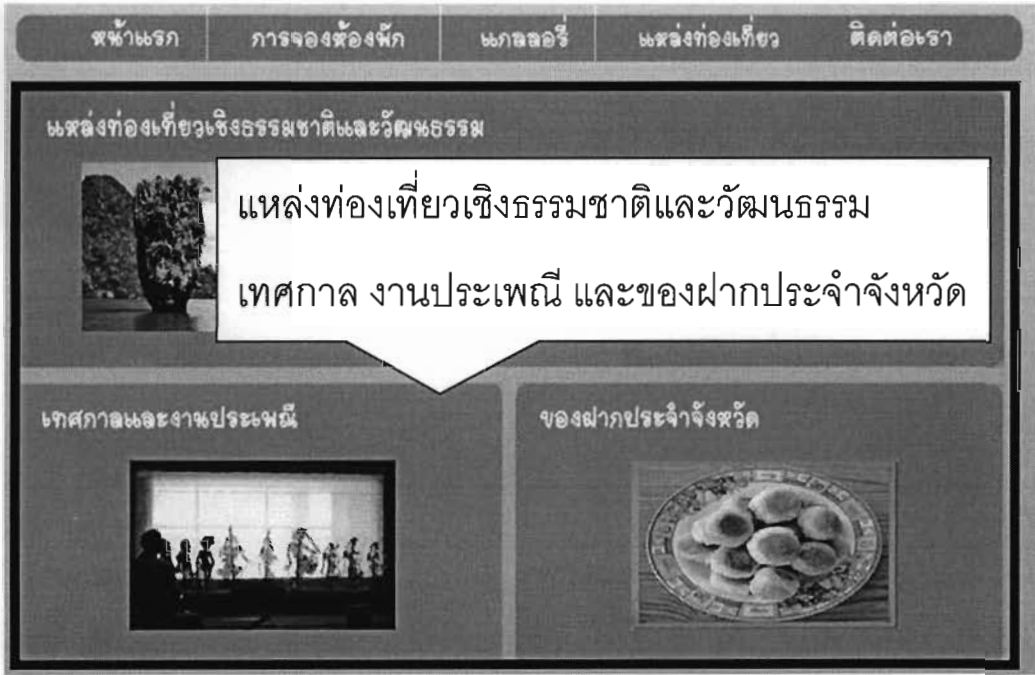 หน้าแรก การจองห้องพัก แกลลอรี่ แหล่งท่องเที่ยว ติดต่อเรา
แหล่งท่องเที่ยวเชิงธรรมชาติและวัฒนธรรม
แหล่งท่องเที่ยวเชิงธรรมชาติและวัฒนธรรม
เทศกาล งานประเพณี และของฝากประจำจังหวัด
เทศกาลและงานประเพณี
ของฝากประจำจังหวัด